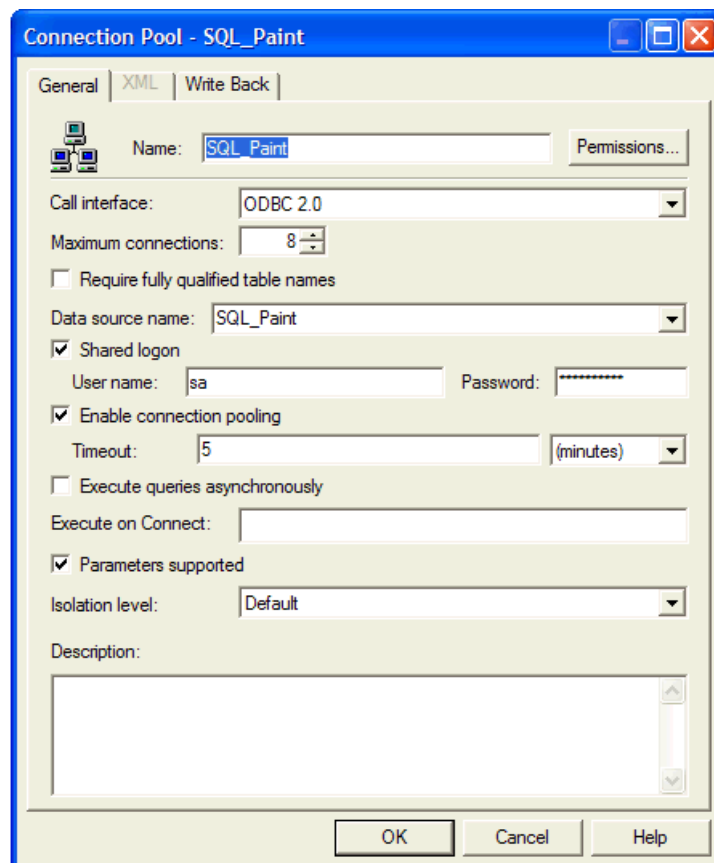 Connection Pool - SQL_Paint
General XML Write Back
Name: SQL_Paint Permissions...
Call interface: ODBC 2.0
Maximum connections: 8
Require fully qualified table names
Data source name: SQL_Paint
Shared logon
User name: sa Password: **********
Enable connection pooling
Timeout: 5 (minutes)
Execute queries asynchronously
Execute on Connect:
Parameters supported
Isolation level: Default
Description:
OK Cancel Help